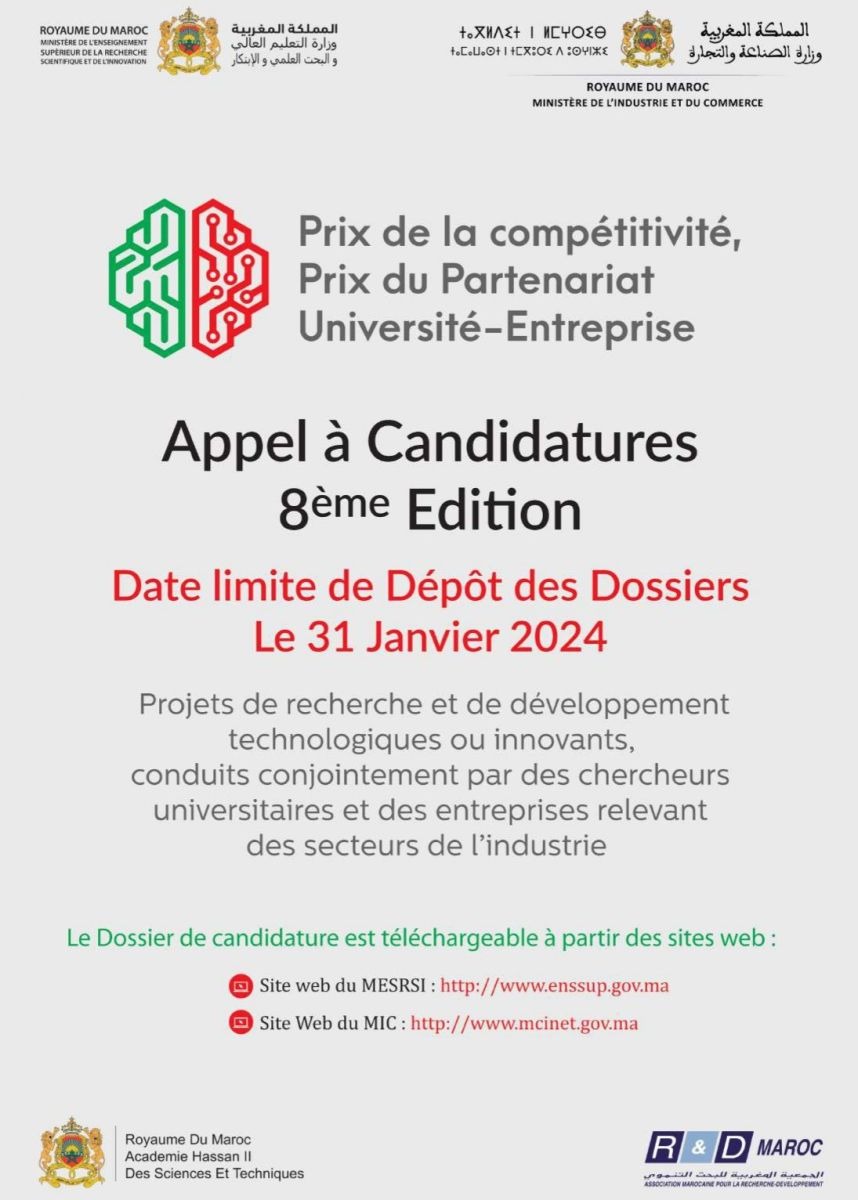 ROYAUME DU MAROC
MINISTÈRE DE L'ENSEIGNEMENT
SUPÉRIEUR DE LA RECHERCHE
SCIENTIFIQUE ET DE L'INNOVATION
المملكة المغربية
وزارة التعليم العالي
و البحث العلمي و الإبتكار
ⵜⴰⴳⵍⴷⵉⵜ ⵏ ⵍⵎⵖⵔⵉⴱ
ⵜⴰⵎⴰⵡⴰⵙⵜ ⵏ ⵜⵎⴳⵓⵔⵉ ⴷ ⵓⵙⵖⵏⵣⵉ
المملكة المغربية
وزارة الصناعة والتجارة
ROYAUME DU MAROC
MINISTÈRE DE L'INDUSTRIE ET DU COMMERCE
Prix de la compétitivité,
Prix du Partenariat
Université-Entreprise
Appel à Candidatures
8ème Edition
Date limite de Dépôt des Dossiers
Le 31 Janvier 2024
Projets de recherche et de développement
technologiques ou innovants,
conduits conjointement par des chercheurs
universitaires et des entreprises relevant
des secteurs de l'industrie
Le Dossier de candidature est téléchargeable à partir des sites web :
Site web du MESRSI : http://www.enssup.gov.ma
Site Web du MIC : http://www.mcinet.gov.ma
Royaume Du Maroc
Academie Hassan II
Des Sciences Et Techniques
R & D MAROC
الجمعية المغربية للبحث التنموي
ASSOCIATION MAROCAINE POUR LA RECHERCHE-DÉVELOPPEMENT